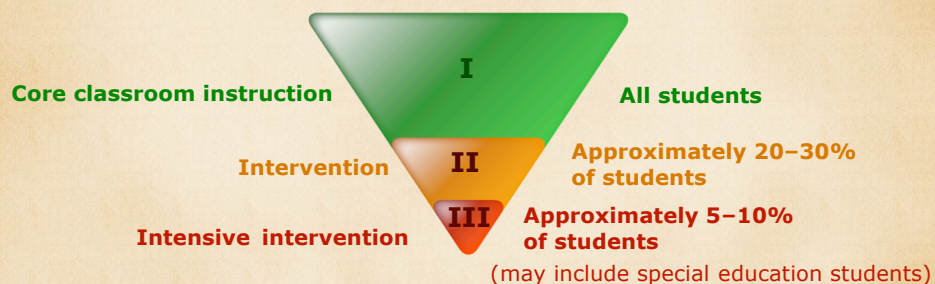 I
Core classroom instruction
All students
II
Intervention
Approximately 20–30%
of students
III
Intensive intervention
Approximately 5–10%
of students
(may include special education students)